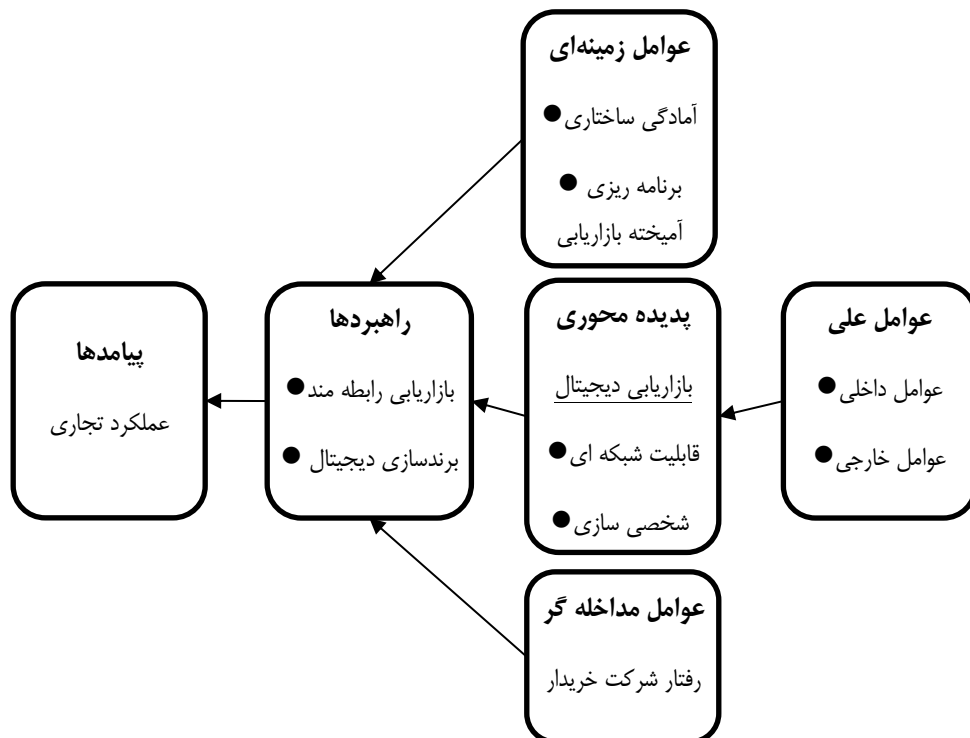 عوامل زمینه‌ای
آمادگی ساختاری ●
برنامه ریزی ●
آمیخته بازاریابی
عوامل علی
عوامل داخلی ●
عوامل خارجی ●
پدیده محوری
بازاریابی دیجیتال
قابلیت شبکه ای ●
شخصی سازی ●
راهبردها
بازاریابی رابطه مند ●
برندسازی دیجیتال ●
پیامدها
عملکرد تجاری
عوامل مداخله گر
رفتار شرکت خریدار